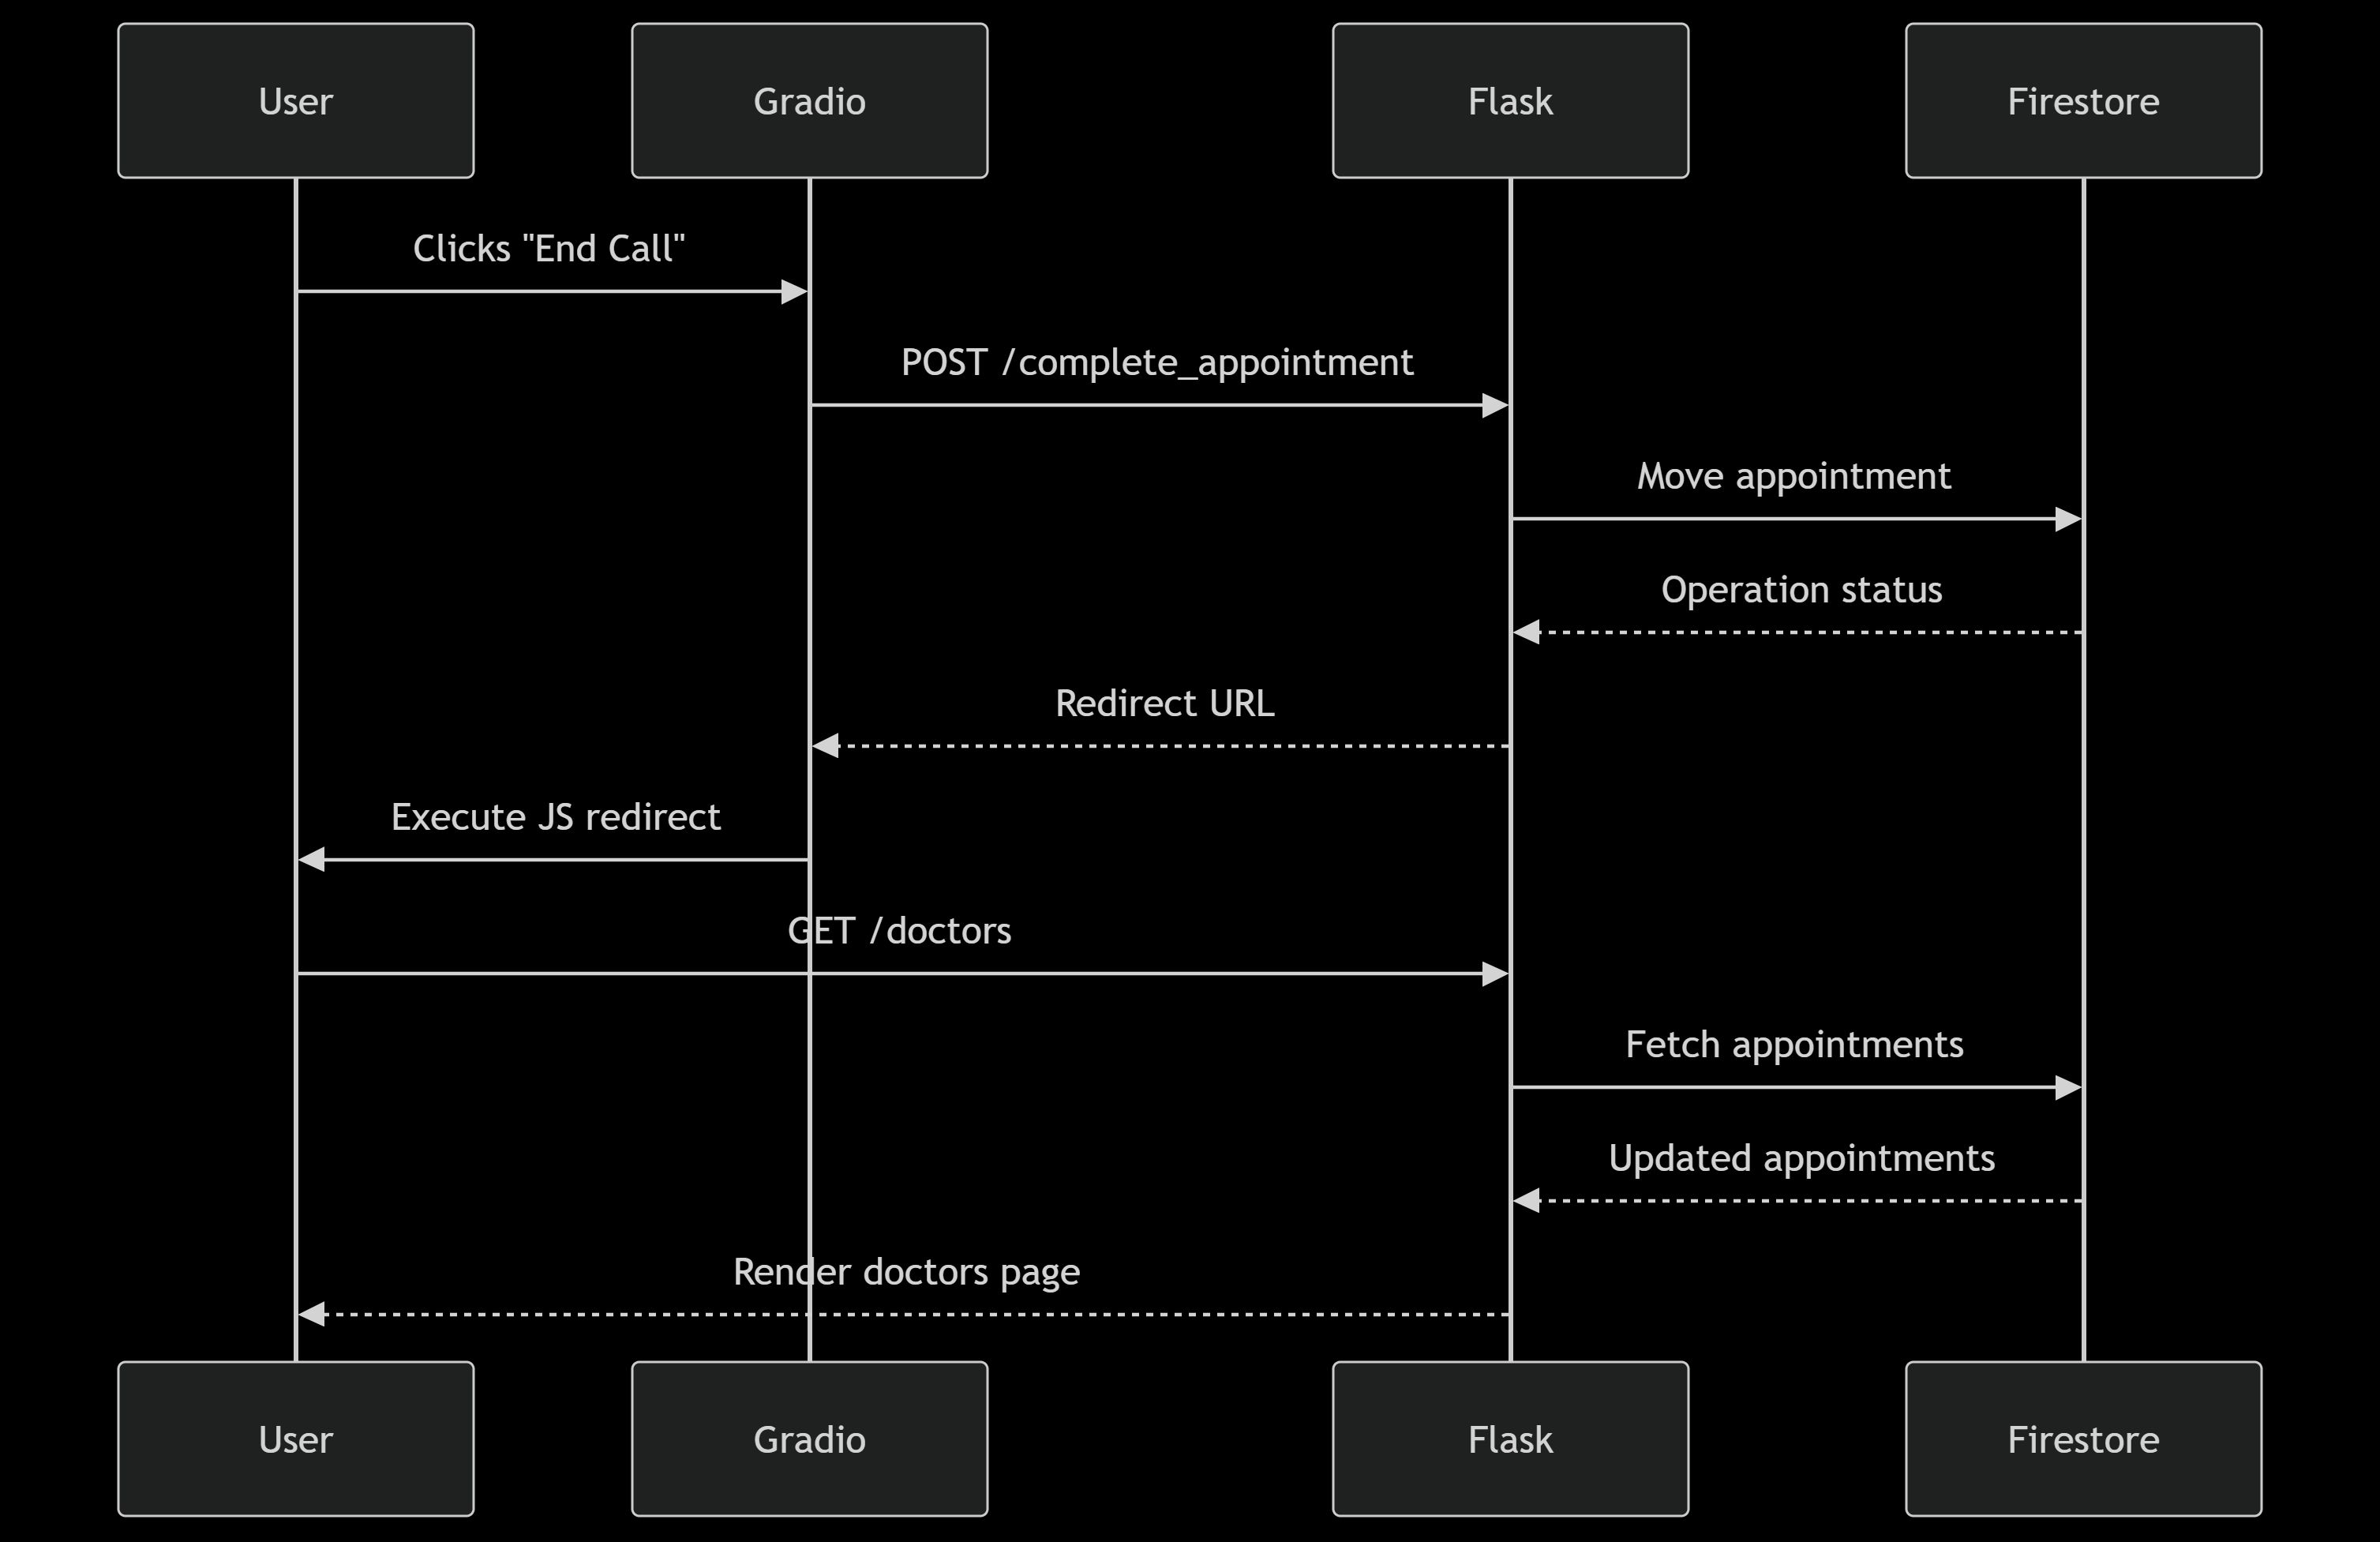 User
Gradio
Flask
Firestore
Clicks "End Call"
POST /complete_appointment
Move appointment
Operation status
Redirect URL
Execute JS redirect
GET /doctors
Fetch appointments
Updated appointments
Render doctors page
User
Gradio
Flask
Firestore